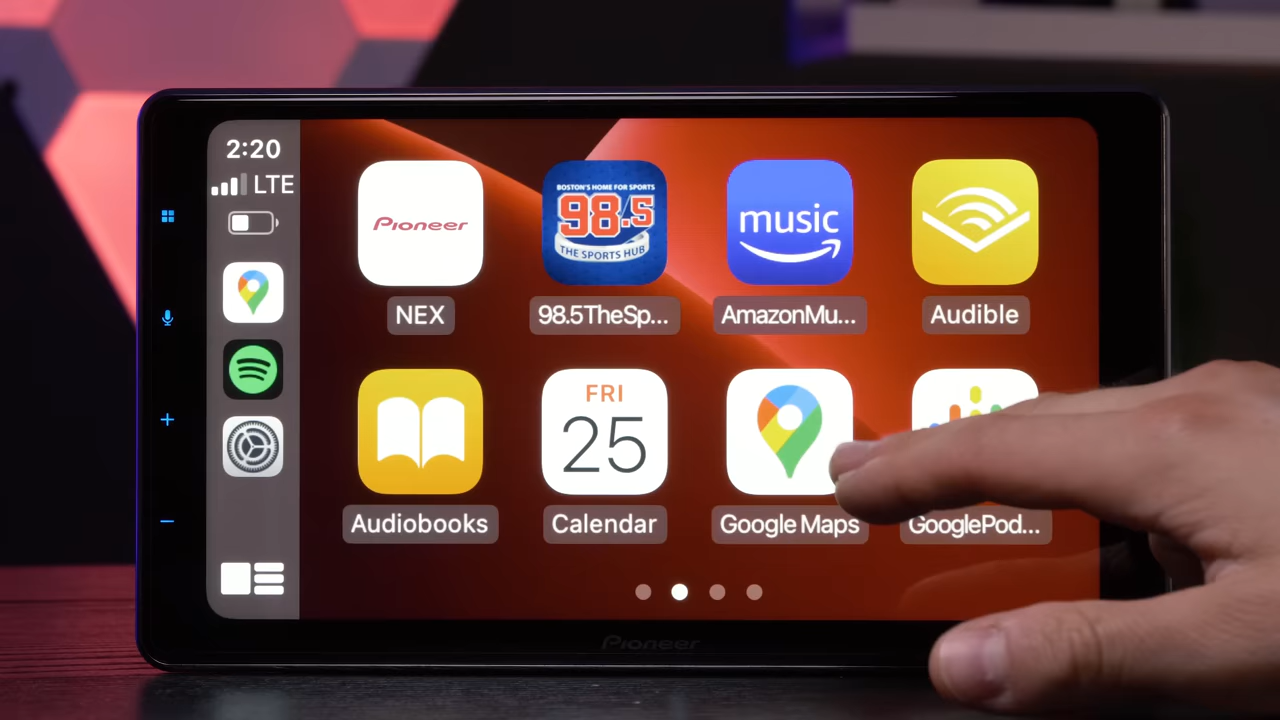 2:20
LTE
Pioneer
NEX
BOSTON'S HOME FOR SPORTS
98.5
THE SPORTS HUB
98.5TheSp...
music
AmazonMu...
Audible
Audiobooks
FRI
25
Calendar
Google Maps
GooglePod...
Pioneer